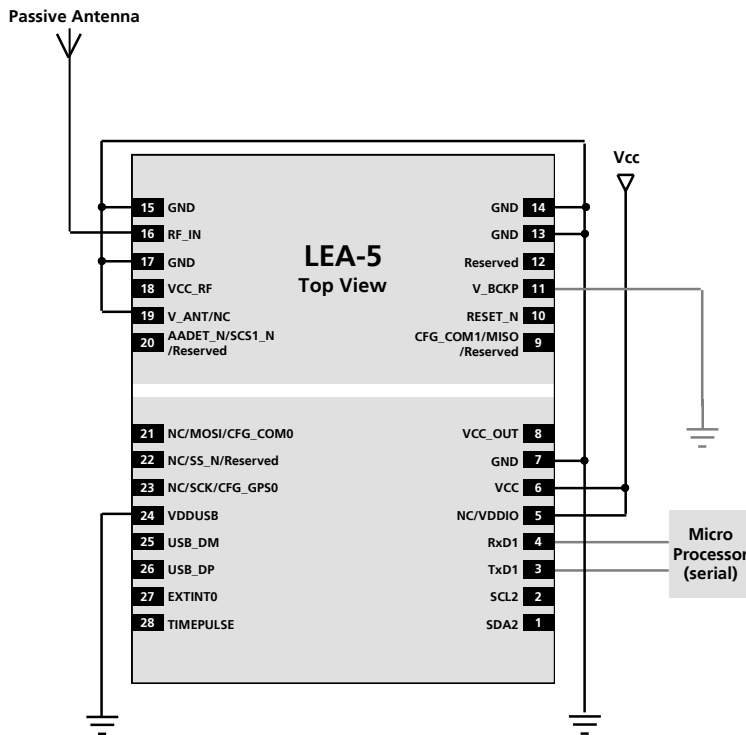 Passive Antenna
Vcc
LEA-5
Top View
15 GND
16 RF_IN
17 GND
18 VCC_RF
19 V_ANT/NC
20 AADET_N/SCS1_N
/Reserved
GND 14
GND 13
Reserved 12
V_BCKP 11
RESET_N 10
CFG_COM1/MISO 9
/Reserved
21 NC/MOSI/CFG_COM0
22 NC/SS_N/Reserved
23 NC/SCK/CFG_GPS0
24 VDDUSB
25 USB_DM
26 USB_DP
27 EXTINT0
28 TIMEPULSE
VCC_OUT 8
GND 7
VCC 6
NC/VDDIO 5
RxD1 4
TxD1 3
SCL2 2
SDA2 1
Micro
Processor
(serial)